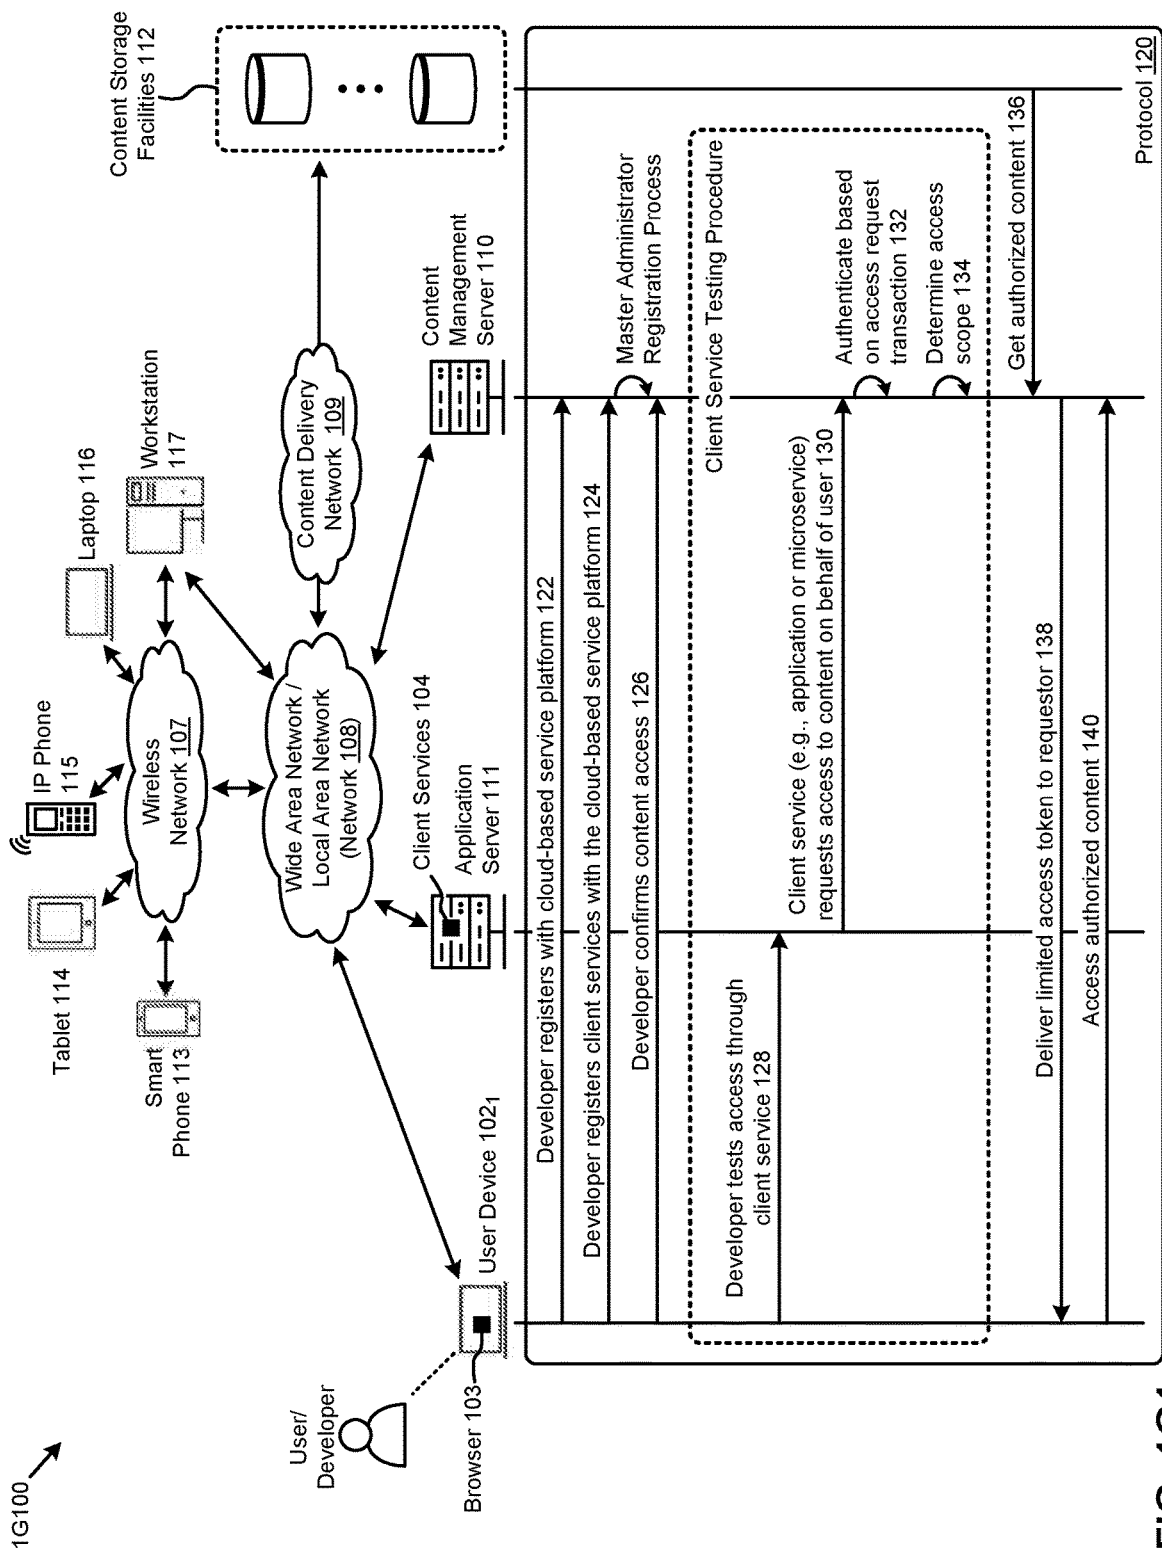 1G100
User/
Developer
Browser 103
User Device 102₁
Smart
Phone 113
Tablet 114
IP Phone
115
Laptop 116
Workstation
117
Wireless
Network 107
Wide Area Network /
Local Area Network
(Network 108)
Client Services 104
Application
Server 111
Content Delivery
Network 109
Content
Management
Server 110
Content Storage
Facilities 112
Developer registers with cloud-based service platform 122
Developer registers client services with the cloud-based service platform 124
Master Administrator
Registration Process
Developer confirms content access 126
Client Service Testing Procedure
Developer tests access through
client service 128
Client service (e.g., application or microservice)
requests access to content on behalf of user 130
Authenticate based
on access request
transaction 132
Determine access
scope 134
Get authorized content 136
Deliver limited access token to requestor 138
Access authorized content 140
Protocol 120